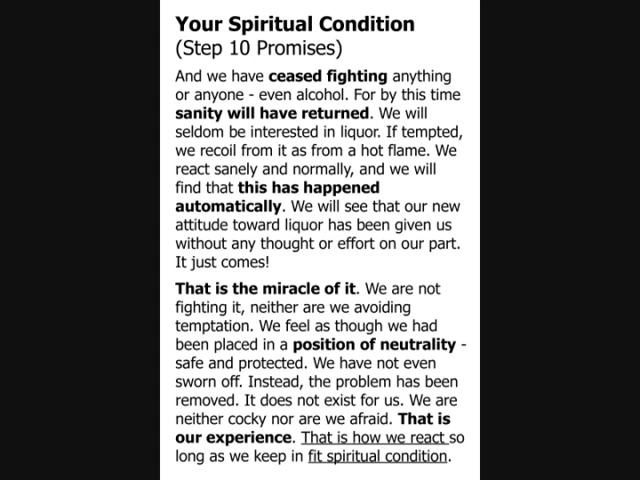 Your Spiritual Condition
(Step 10 Promises)
And we have ceased fighting anything
or anyone - even alcohol. For by this time
sanity will have returned. We will
seldom be interested in liquor. If tempted,
we recoil from it as from a hot flame. We
react sanely and normally, and we will
find that this has happened
automatically. We will see that our new
attitude toward liquor has been given us
without any thought or effort on our part.
It just comes!
That is the miracle of it. We are not
fighting it, neither are we avoiding
temptation. We feel as though we had
been placed in a position of neutrality -
safe and protected. We have not even
sworn off. Instead, the problem has been
removed. It does not exist for us. We are
neither cocky nor are we afraid. That is
our experience. That is how we react so
long as we keep in fit spiritual condition.